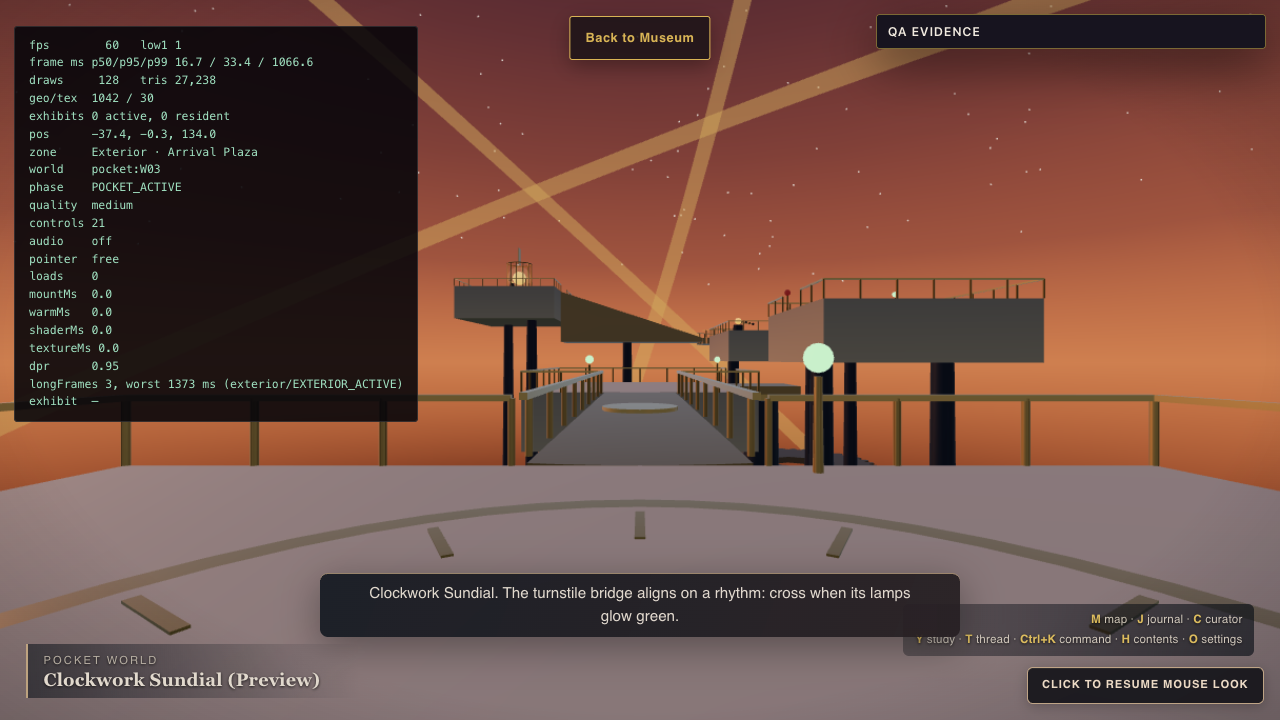 fps 60 low1 1
frame ms p50/p95/p99 16.7 / 33.4 / 1066.6
draws 128 tris 27,238
geo/tex 1042 / 30
exhibits 0 active, 0 resident
pos −37.4, −0.3, 134.0
zone Exterior · Arrival Plaza
world pocket:W03
phase POCKET_ACTIVE
quality medium
controls 21
audio off
pointer free
loads 0
mountMs 0.0
warmMs 0.0
shaderMs 0.0
textureMs 0.0
dpr 0.95
longFrames 3, worst 1373 ms (exterior/EXTERIOR_ACTIVE)
exhibit —
Back to Museum
QA EVIDENCE
Clockwork Sundial. The turnstile bridge aligns on a rhythm: cross when its lamps
glow green.
M map · J journal · C curator
Y study · T thread · Ctrl+K command · H contents · O settings
POCKET WORLD
Clockwork Sundial (Preview)
CLICK TO RESUME MOUSE LOOK